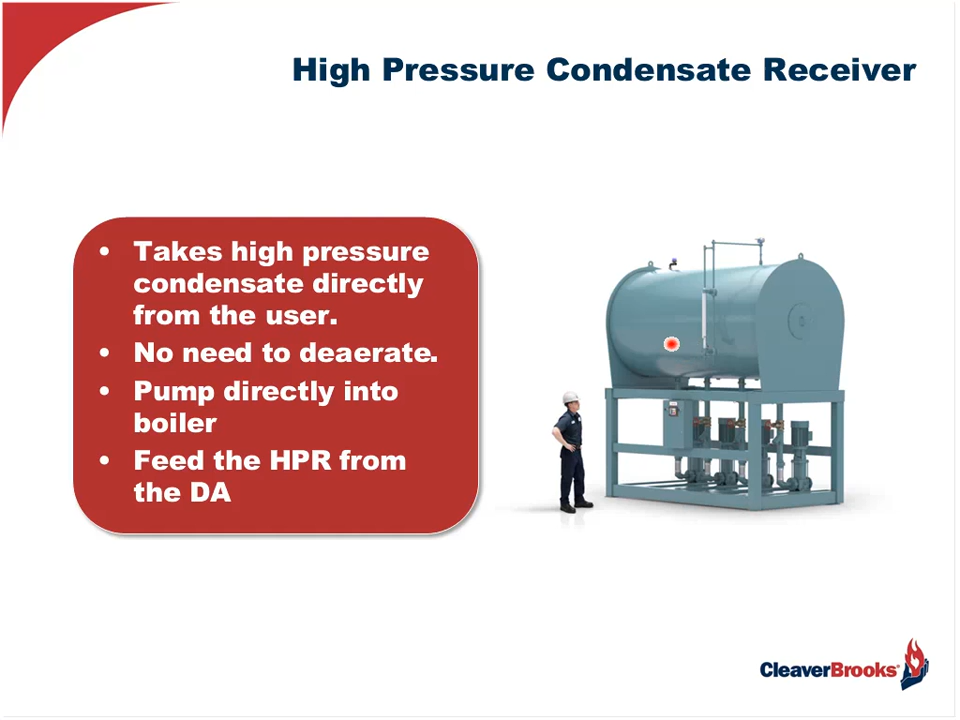 High Pressure Condensate Receiver
• Takes high pressure
condensate directly
from the user.
• No need to deaerate.
• Pump directly into
boiler
• Feed the HPR from
the DA
CleaverBrooks®